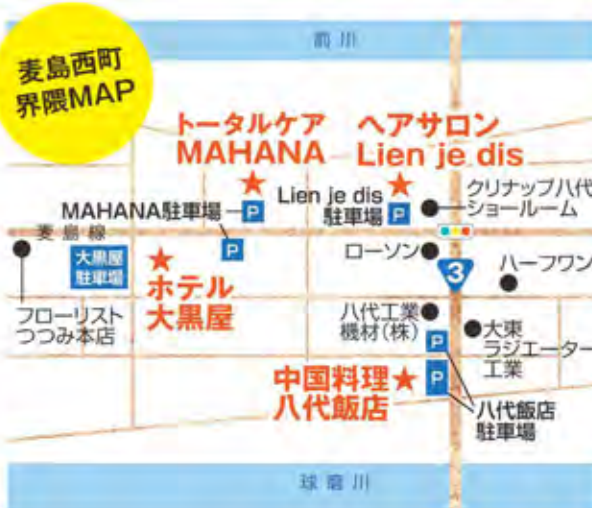 麦島西町
界隈MAP
前川
トータルケア
MAHANA
ヘアサロン
Lien je dis
MAHANA駐車場
P
P
Lien je dis
駐車場
P
クリナップ八代
ショールーム
麦島線
大黒屋
駐車場
ホテル
大黒屋
ローソン
3
ハーフワン
フローリスト
つつみ本店
八代工業
機材(株)
P
大東
ラジエーター
工業
中国料理
八代飯店
P
八代飯店
駐車場
球磨川